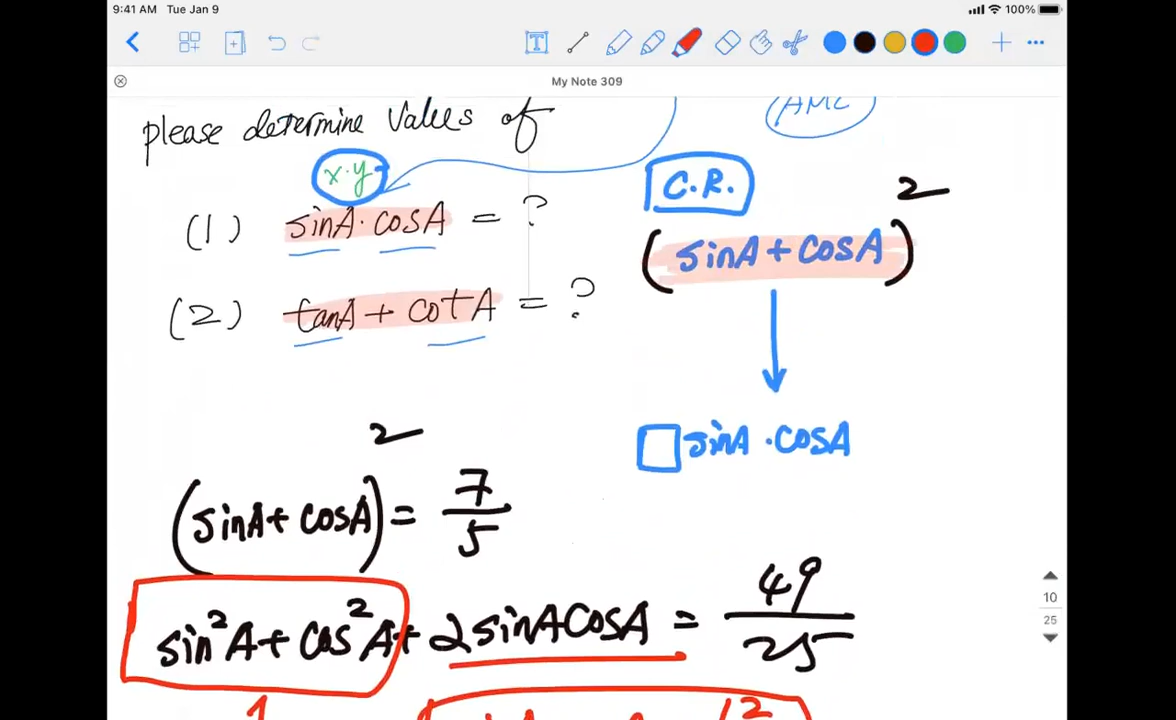 9:41 AM Tue Jan 9
100%
My Note 309
please determine values of
AMC
x·y
C.R.
(1) sinA·cosA = ?
(sinA+cosA)²
(2) tanA + cotA = ?
□sinA·cosA
(sinA+cosA)² = 7/5
sin²A+cos²A+2sinACosA = 49/25
10
25
1
12